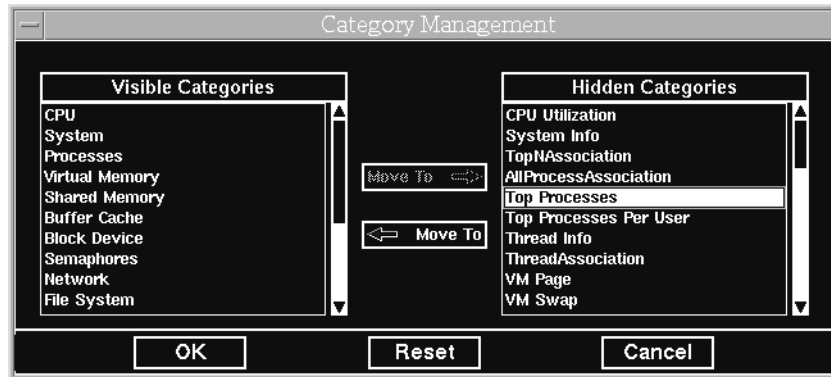 Category Management
Visible Categories
CPU
System
Processes
Virtual Memory
Shared Memory
Buffer Cache
Block Device
Semaphores
Network
File System
Move To
Move To
Hidden Categories
CPU Utilization
System Info
TopNAssociation
AllProcessAssociation
Top Processes
Top Processes Per User
Thread Info
ThreadAssociation
VM Page
VM Swap
OK
Reset
Cancel